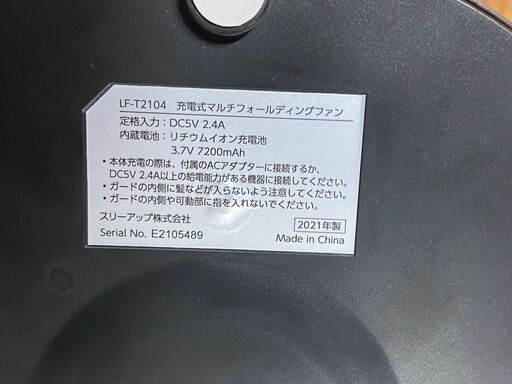 LF-T2104 充電式マルチフォールディングファン
定格入力：DC5V 2.4A
内蔵電池：リチウムイオン充電池
3.7V 7200mAh
・本体充電の際は、付属のACアダプターに接続するか、
DC5V 2.4A以上の給電能力がある機器に接続してください。
・ガードの内側に髪などが入らないよう注意してください。
・ガードの内側や可動部に指を入れないでください。
スリーアップ株式会社
2021年製
Serial No. E2105489
Made in China